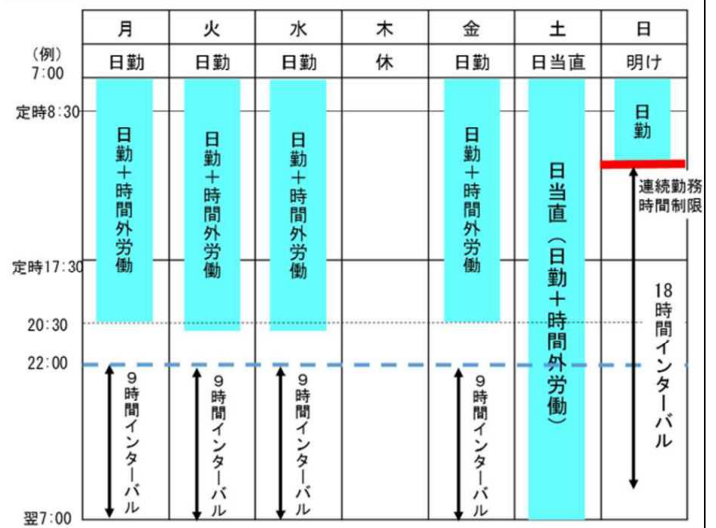 月 火 水 木 金 土 日
日勤 日勤 日勤 休 日勤 日当直 明け
（例）
7:00
定時8:30
定時17:30
20:30
22:00
翌7:00
日勤＋時間外労働
日勤＋時間外労働
日勤＋時間外労働
日勤＋時間外労働
日当直（日勤＋時間外労働）
日勤
連続勤務
時間制限
9時間インターバル
9時間インターバル
9時間インターバル
9時間インターバル
18時間インターバル